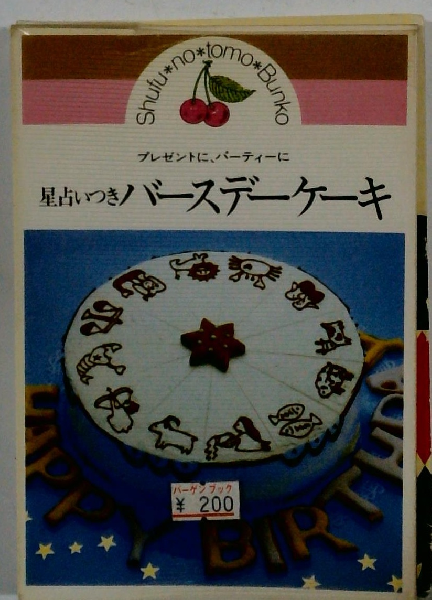 Shufu*no*tomo*Bunko
プレゼントに、パーティーに
星占いつきバースデーケーキ
HAPPY BIRTHDAY
バーゲンブック
¥ 200